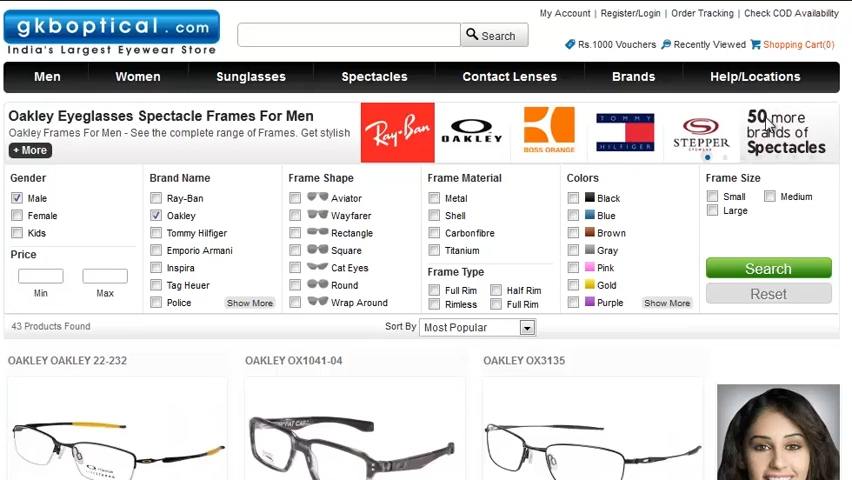 My Account | Register/Login | Order Tracking | Check COD Availability
gkboptical.com
India's Largest Eyewear Store
Search
Rs.1000 Vouchers Recently Viewed Shopping Cart(0)
Men Women Sunglasses Spectacles Contact Lenses Brands Help/Locations
Oakley Eyeglasses Spectacle Frames For Men
Oakley Frames For Men - See the complete range of Frames. Get stylish
+ More
Ray-Ban
OAKLEY
BOSS ORANGE
TOMMY HILFIGER
S
STEPPER
EYEWEAR
50 more
brands of
Spectacles
Gender
Male
Female
Kids
Price
Min Max
Brand Name
Ray-Ban
Oakley
Tommy Hilfiger
Emporio Armani
Inspira
Tag Heuer
Police Show More
Frame Shape
Aviator
Wayfarer
Rectangle
Square
Cat Eyes
Round
Wrap Around
Frame Material
Metal
Shell
Carbonfibre
Titanium
Frame Type
Full Rim Half Rim
Rimless Full Rim
Colors
Black
Blue
Brown
Gray
Pink
Gold
Purple Show More
Frame Size
Small Medium
Large
Search
Reset
43 Products Found
Sort By Most Popular
OAKLEY OAKLEY 22-232 OAKLEY OX1041-04 OAKLEY OX3135